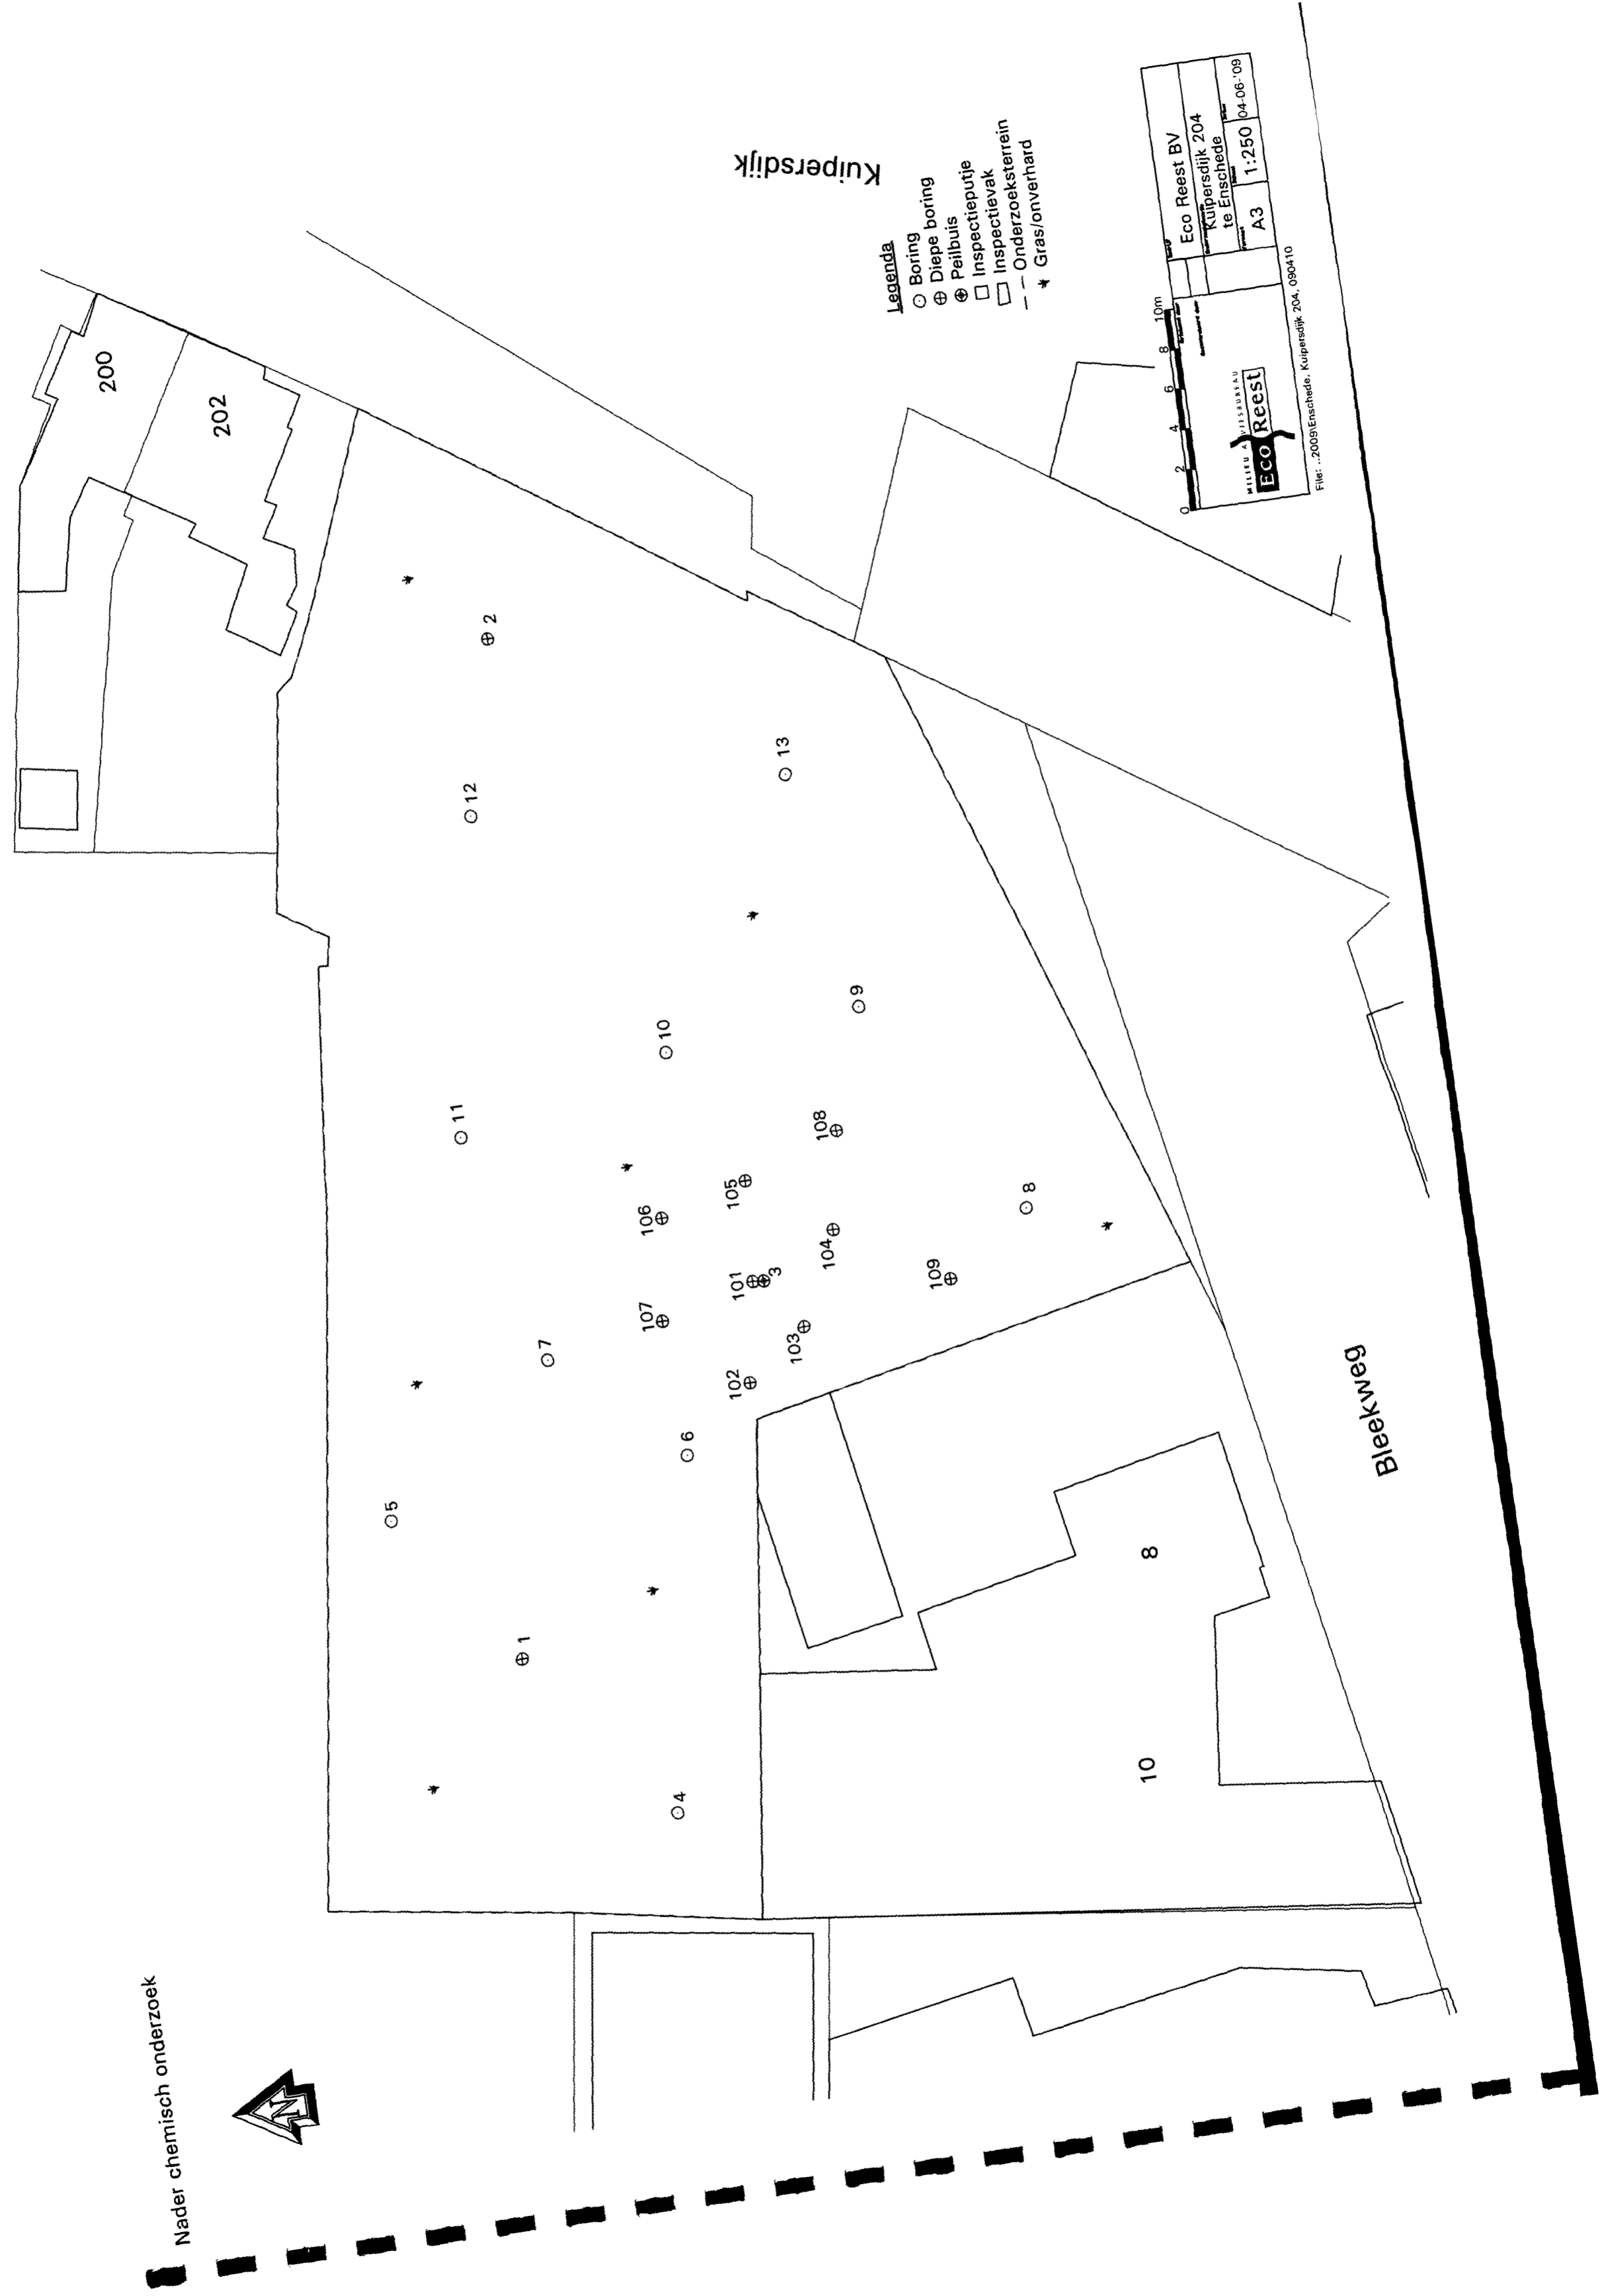 Nader chemisch onderzoek
N
200
202
Kuipersdijk
2
12
13
11
10
9
106
105
108
107
101
3
104
109
8
7
102
103
6
5
1
4
8
10
Bleekweg
Legenda
Boring
Diepe boring
Peilbuis
Inspectieputje
Inspectievak
Onderzoeksterrein
Gras/onverhard
0 2 4 6 8 10m
Eco Reest BV
Kuipersdijk 204
te Enschede
A3
1:250
04-06-'09
MILIEU ADVIESBUREAU
Eco Reest
File: ..2009\Enschede, Kuipersdijk 204, 090410